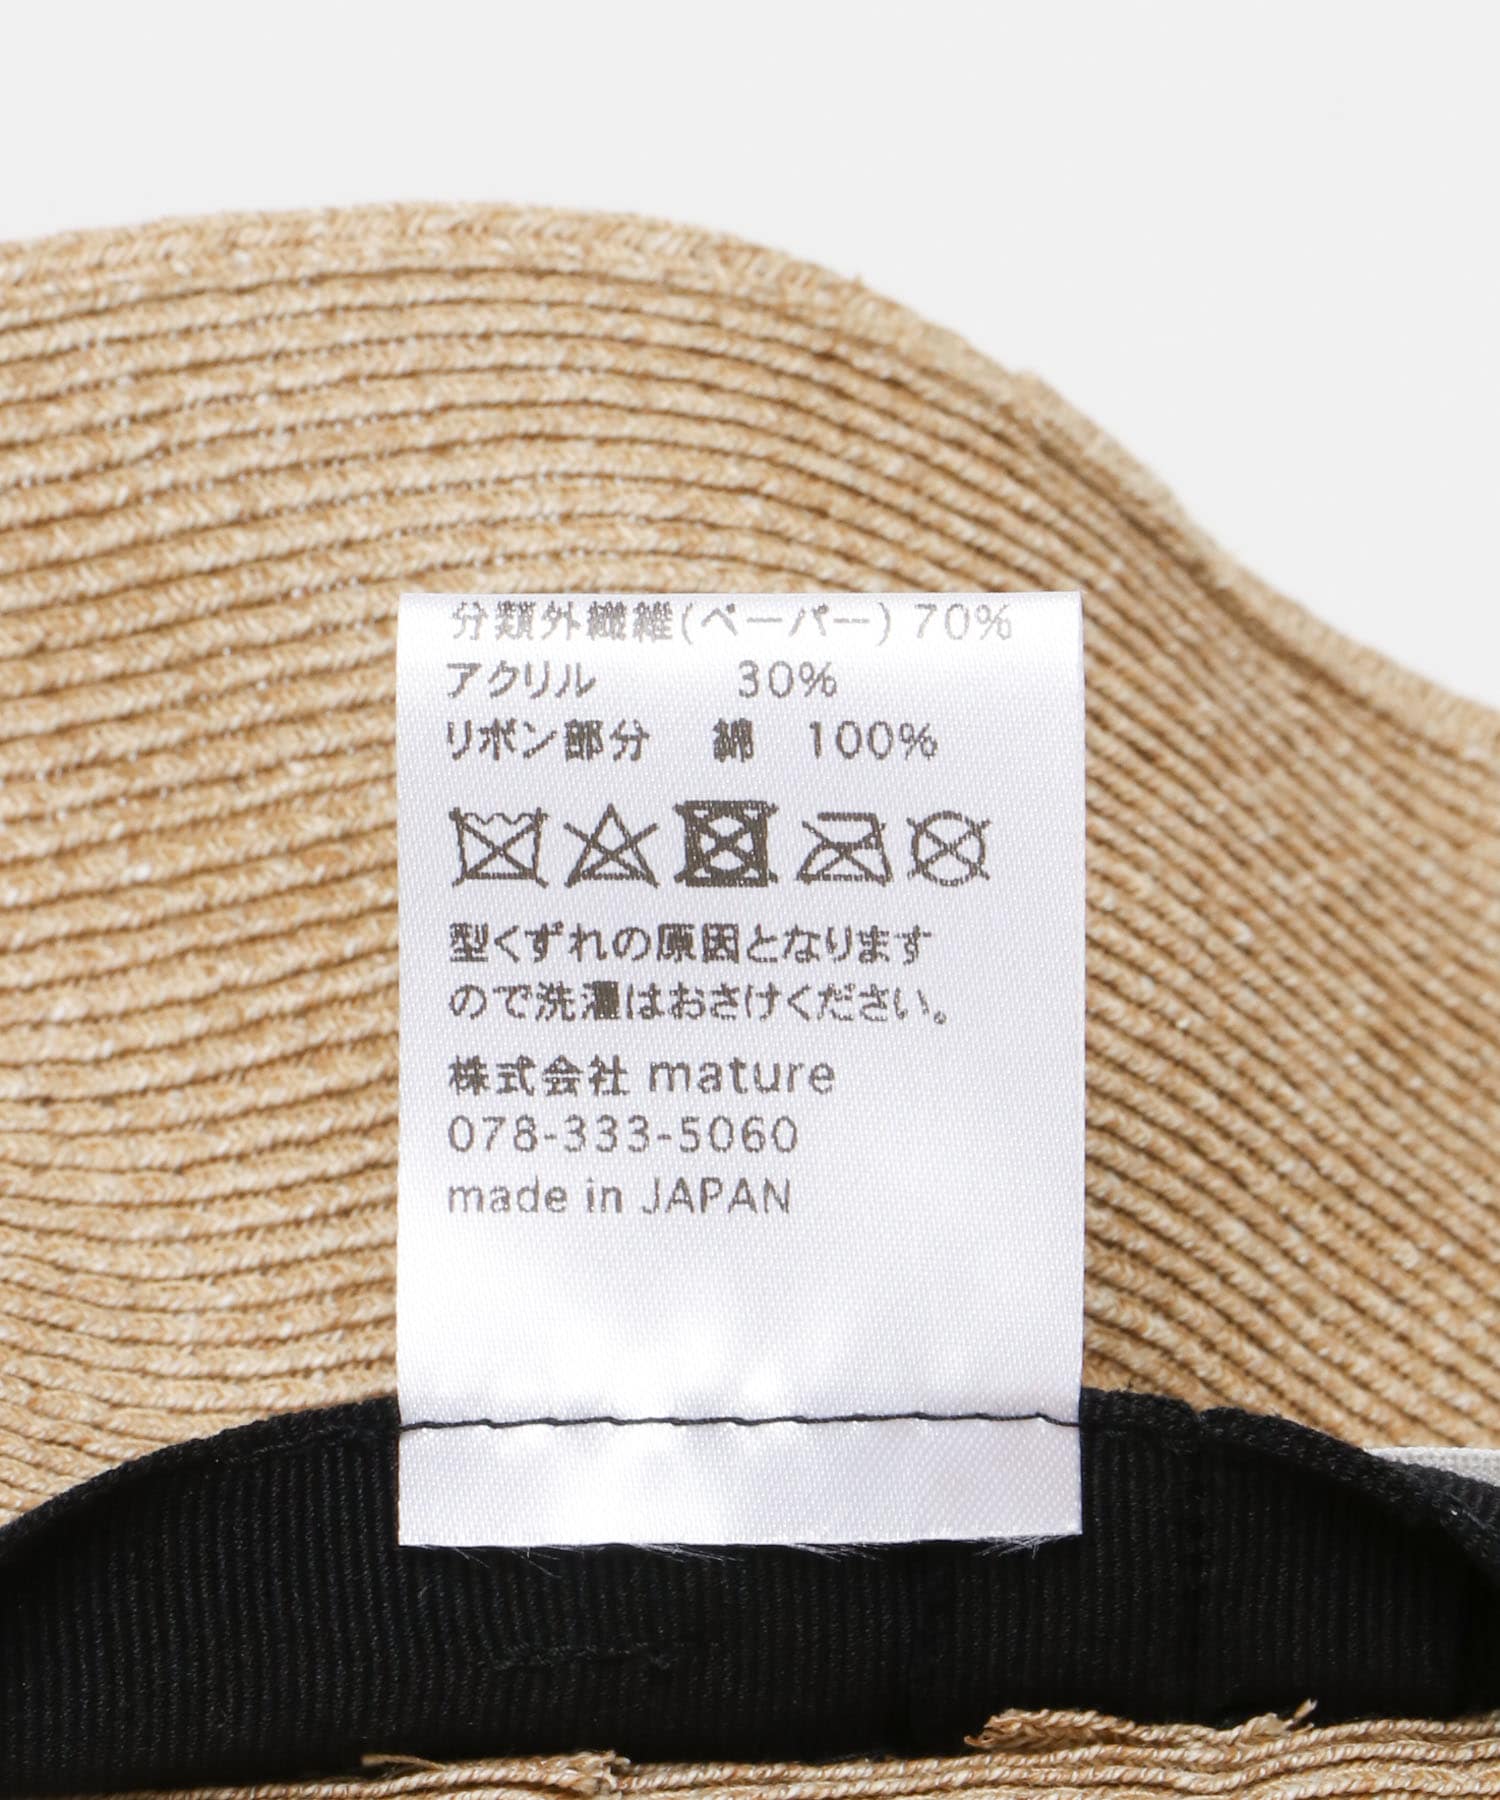 分類外繊維(ペーパー) 70%
アクリル 30%
リボン部分 綿 100%
型くずれの原因となります
ので洗濯はおさけください。
株式会社 mature
078-333-5060
made in JAPAN